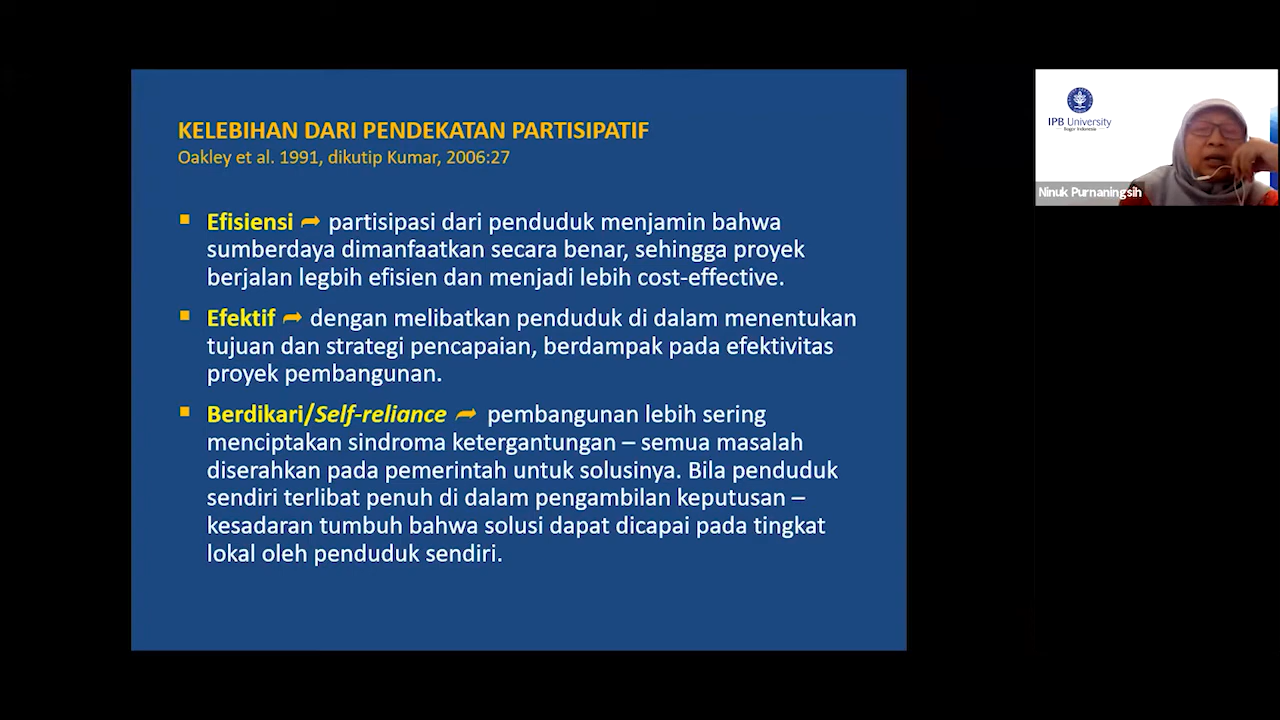 KELEBIHAN DARI PENDEKATAN PARTISIPATIF
Oakley et al. 1991, dikutip Kumar, 2006:27
Efisiensi ➦ partisipasi dari penduduk menjamin bahwa
sumberdaya dimanfaatkan secara benar, sehingga proyek
berjalan legbih efisien dan menjadi lebih cost-effective.
Efektif ➦ dengan melibatkan penduduk di dalam menentukan
tujuan dan strategi pencapaian, berdampak pada efektivitas
proyek pembangunan.
Berdikari/Self-reliance ➦ pembangunan lebih sering
menciptakan sindroma ketergantungan – semua masalah
diserahkan pada pemerintah untuk solusinya. Bila penduduk
sendiri terlibat penuh di dalam pengambilan keputusan –
kesadaran tumbuh bahwa solusi dapat dicapai pada tingkat
lokal oleh penduduk sendiri.
IPB University
Bogor Indonesia
Ninuk Purnaningsih